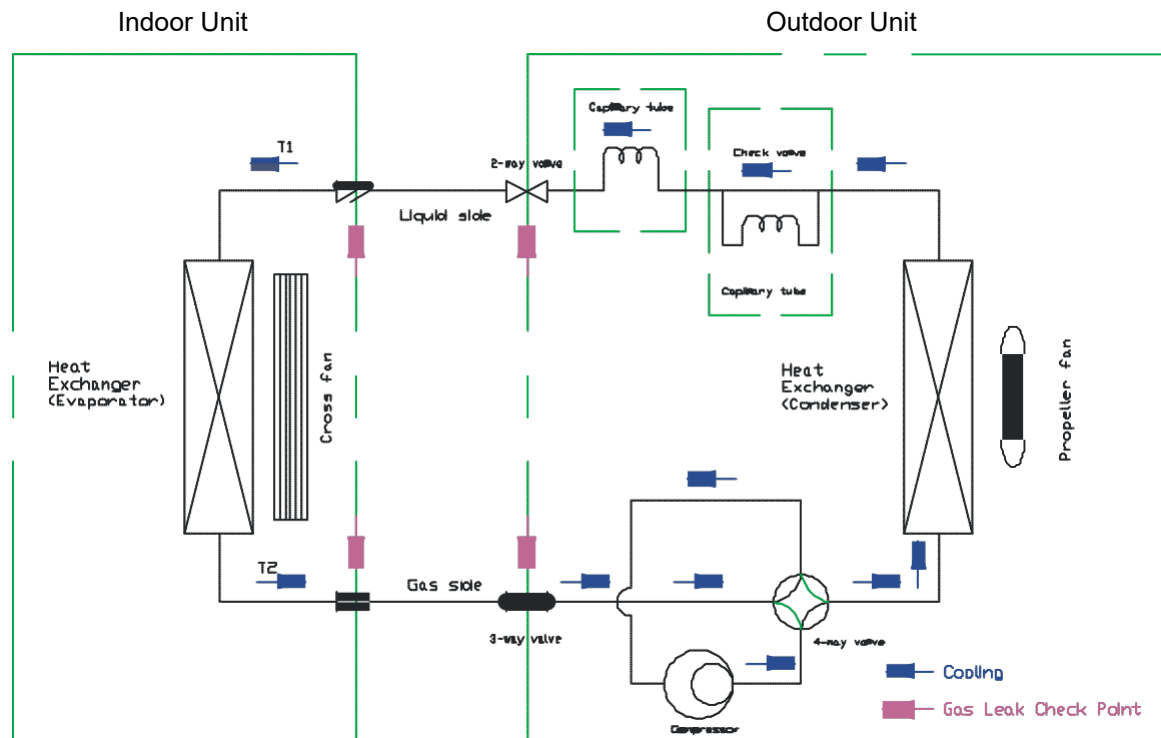 Indoor Unit
Outdoor Unit
Capillary tube
T1
2-way valve
Check valve
Liquid side
Capillary tube
Heat
Exchanger
(Evaporator)
Cross fan
Heat
Exchanger
(Condenser)
Propeller fan
T2
Gas side
3-way valve
4-way valve
Cooling
Gas Leak Check Point
Compressor